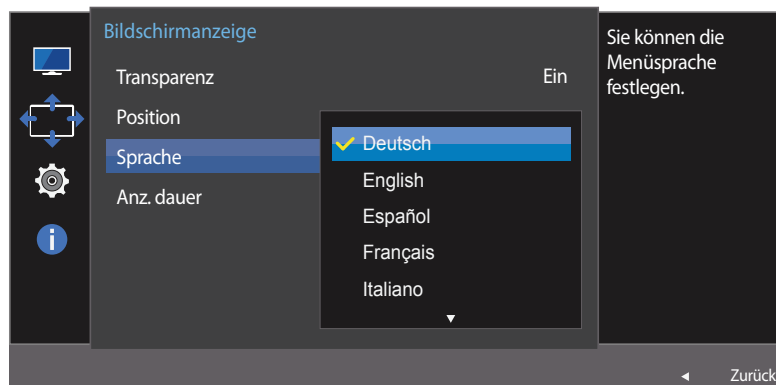 Bildschirmanzeige
Transparenz Ein
Position
Sprache
Anz. dauer
Deutsch
English
Español
Français
Italiano
Sie können die
Menüsprache
festlegen.
Zurück